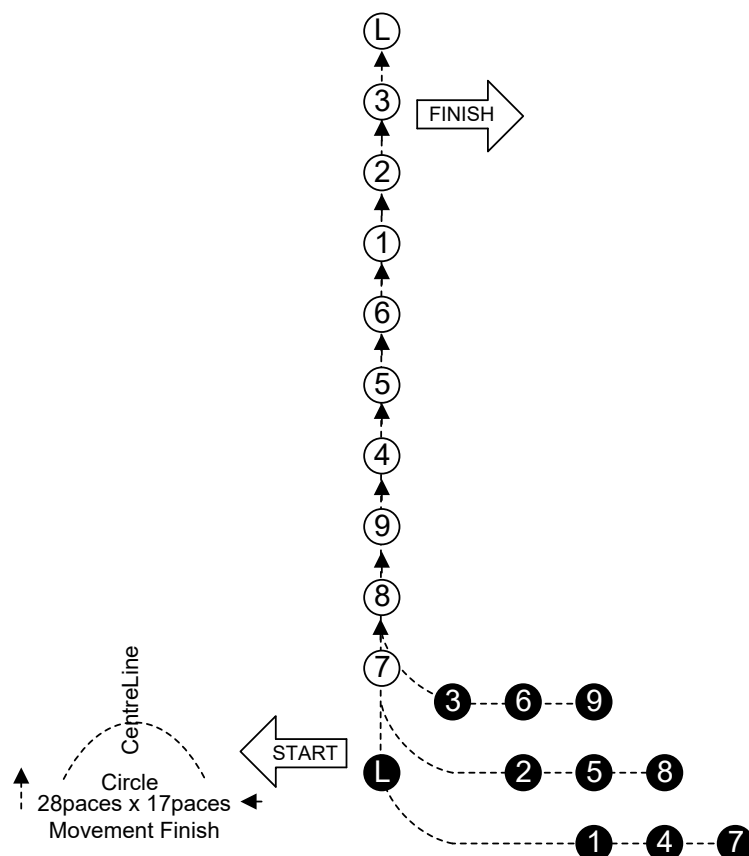 L
3
FINISH
2
1
6
5
4
9
8
7
CentreLine
3 6 9
START
L
2 5 8
Circle
28paces x 17paces
Movement Finish
1 4 7